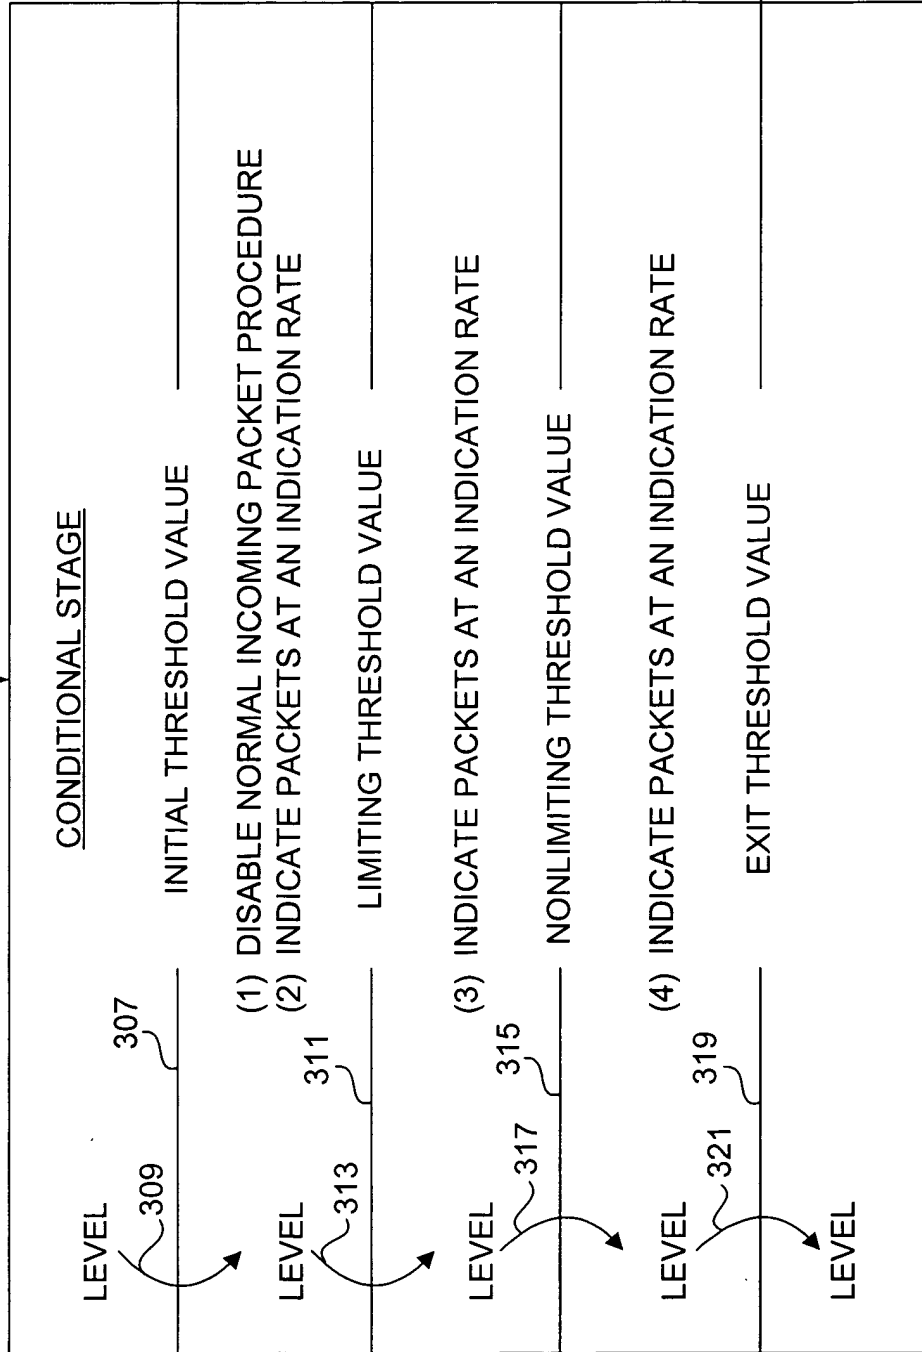 CONDITIONAL STAGE
LEVEL
309
307
INITIAL THRESHOLD VALUE
(1) DISABLE NORMAL INCOMING PACKET PROCEDURE
(2) INDICATE PACKETS AT AN INDICATION RATE
LEVEL
313
311
LIMITING THRESHOLD VALUE
(3) INDICATE PACKETS AT AN INDICATION RATE
LEVEL
317
315
NONLIMITING THRESHOLD VALUE
(4) INDICATE PACKETS AT AN INDICATION RATE
LEVEL
321
319
EXIT THRESHOLD VALUE
LEVEL